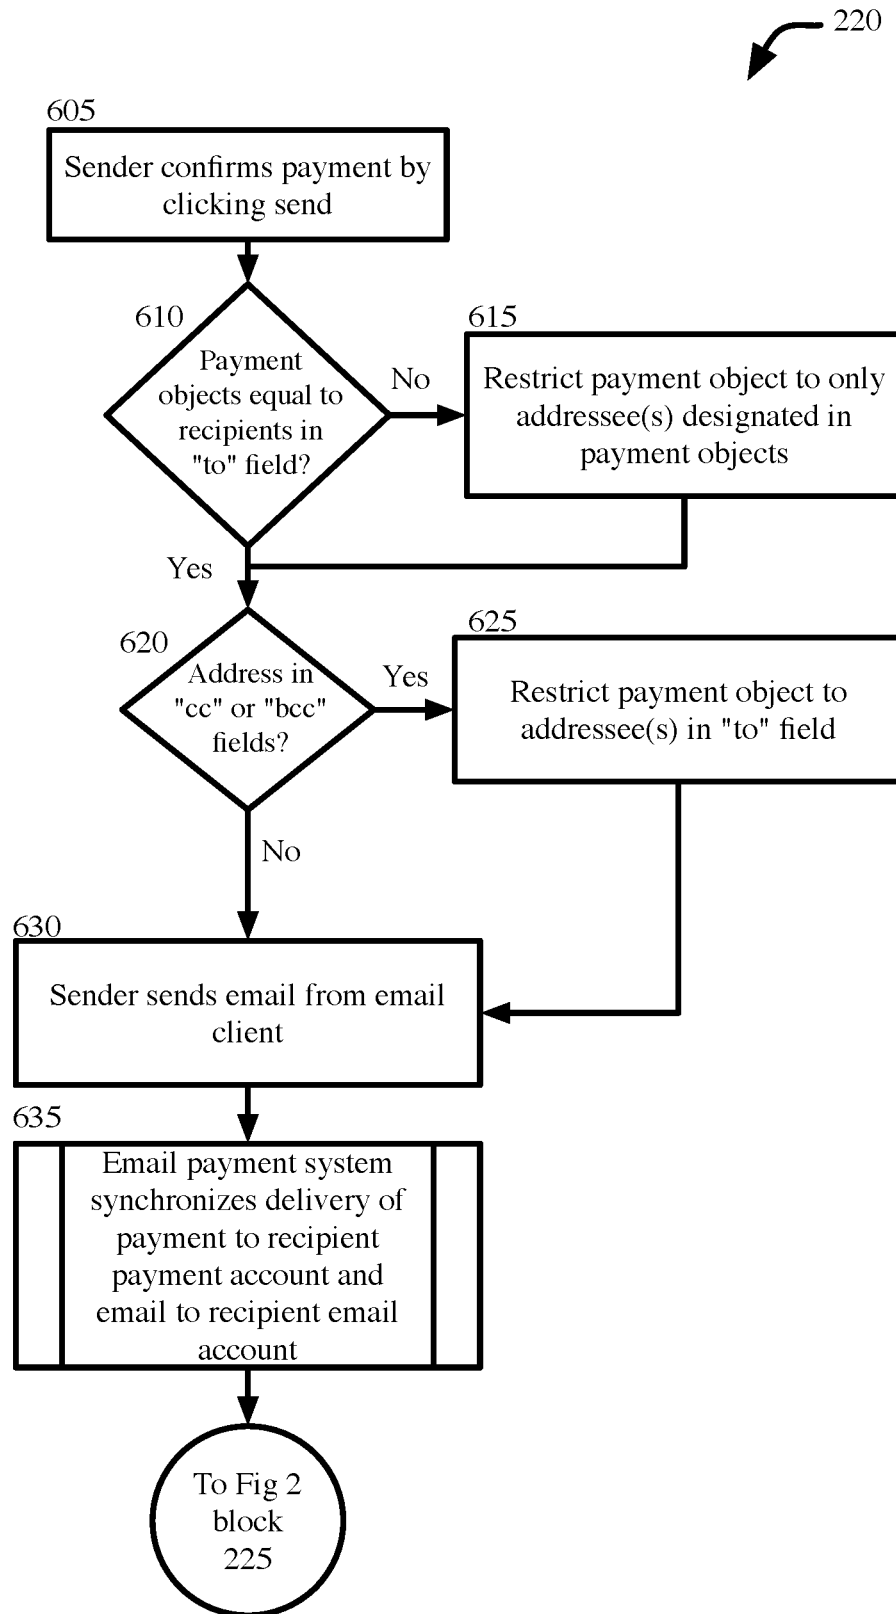 220
605
Sender confirms payment by
clicking send
610
Payment
objects equal to
recipients in
"to" field?
No
615
Restrict payment object to only
addressee(s) designated in
payment objects
Yes
620
Address in
"cc" or "bcc"
fields?
Yes
625
Restrict payment object to
addressee(s) in "to" field
No
630
Sender sends email from email
client
635
Email payment system
synchronizes delivery of
payment to recipient
payment account and
email to recipient email
account
To Fig 2
block
225